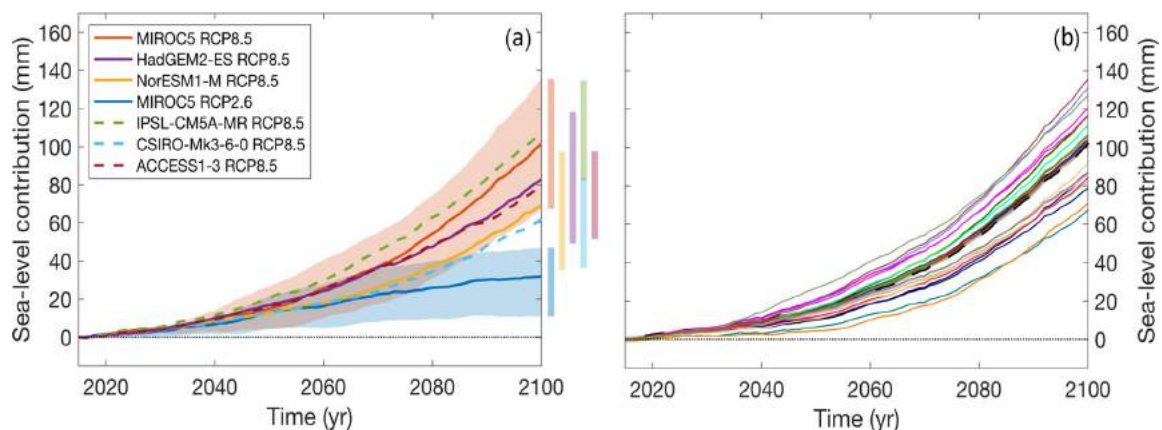 (a)
MIROC5 RCP8.5
HadGEM2-ES RCP8.5
NorESM1-M RCP8.5
MIROC5 RCP2.6
IPSL-CM5A-MR RCP8.5
CSIRO-Mk3-6-0 RCP8.5
ACCESS1-3 RCP8.5
Sea-level contribution (mm)
160
140
120
100
80
60
40
20
0
2020 2040 2060 2080 2100
Time (yr)
(b)
160
140
120
100
80
60
40
20
0
Sea-level contribution (mm)
2020 2040 2060 2080 2100
Time (yr)